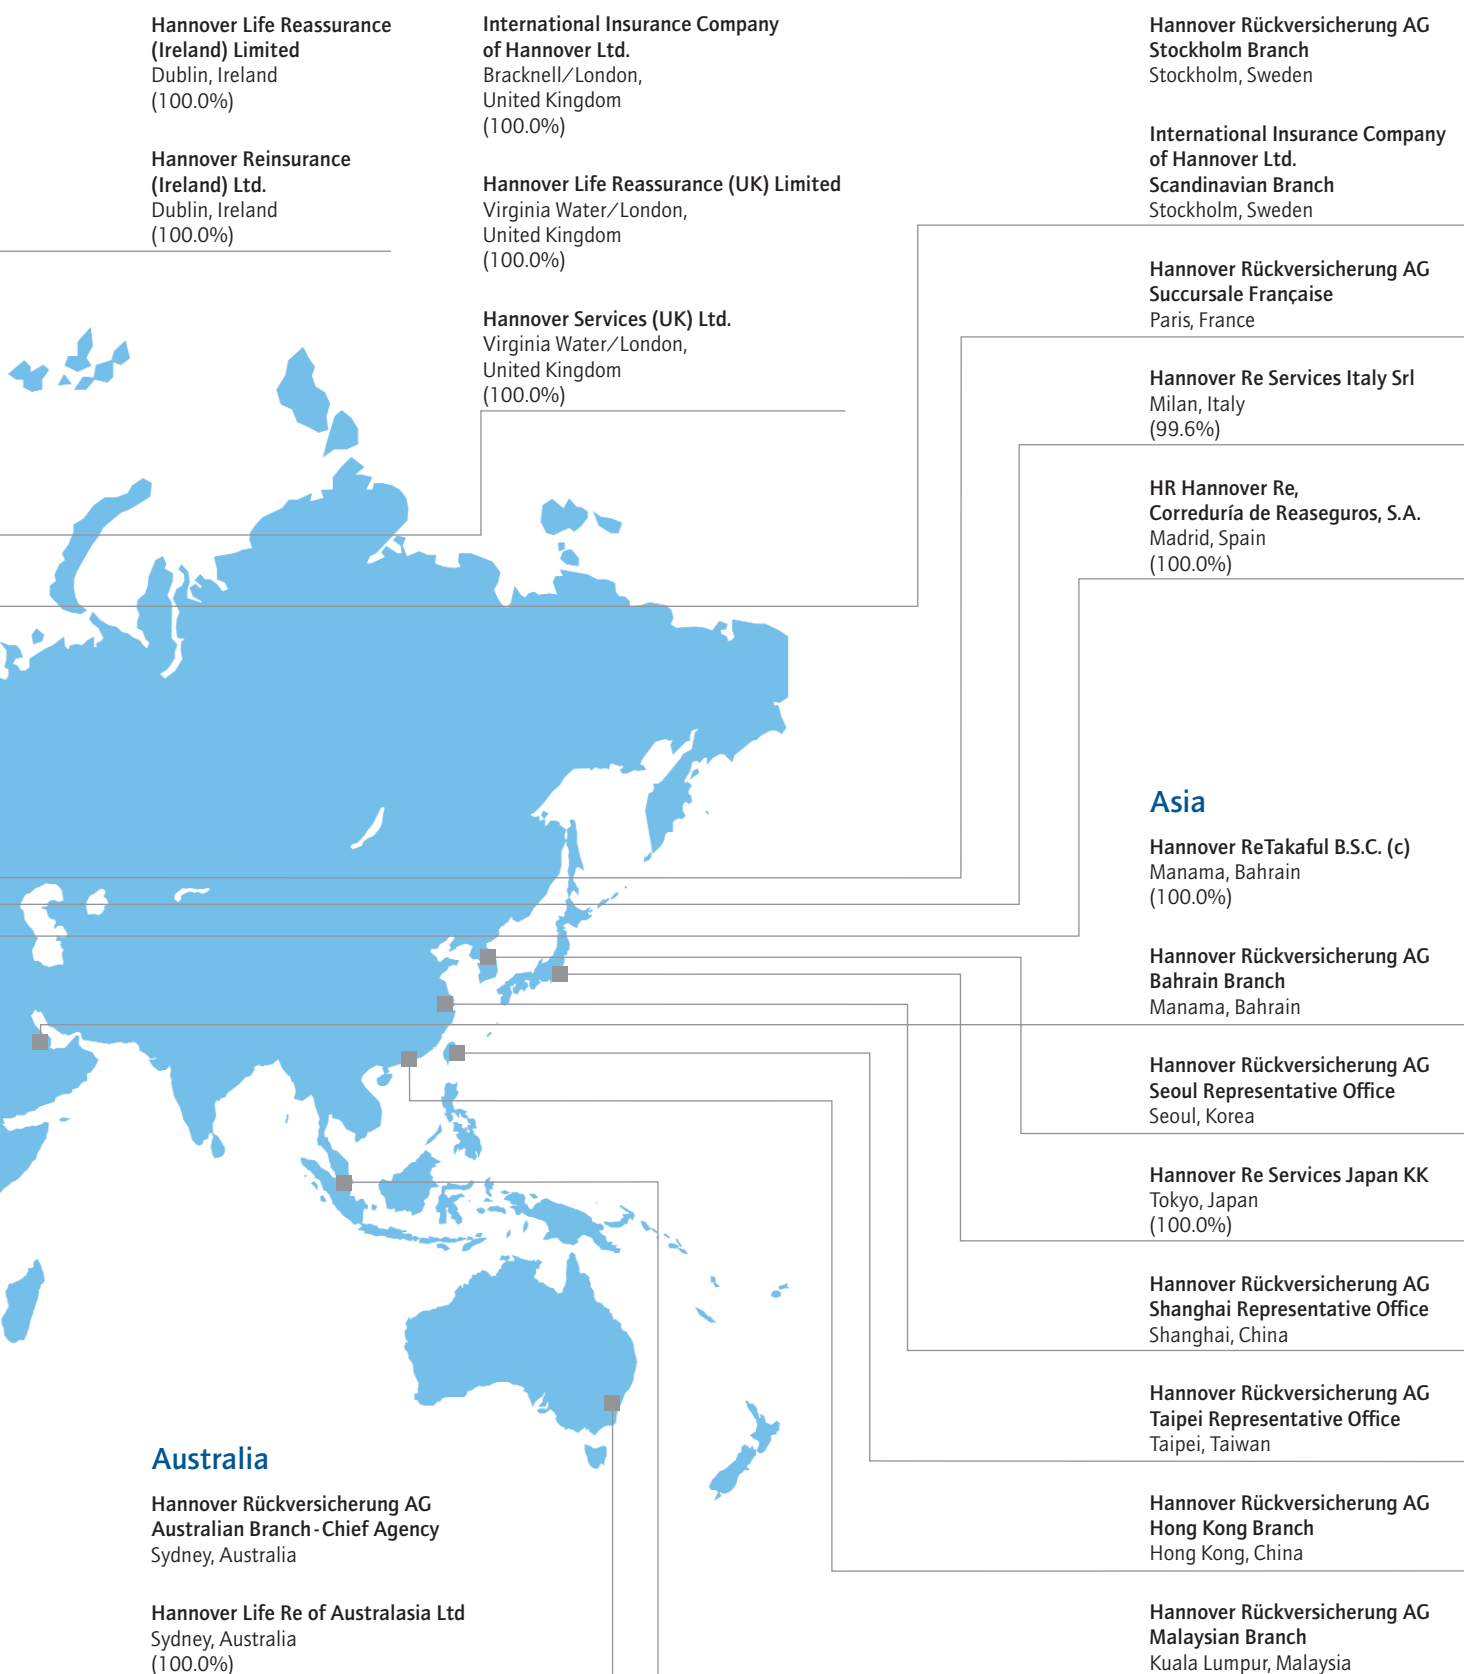 Hannover Life Reassurance
(Ireland) Limited
Dublin, Ireland
(100.0%)
Hannover Reinsurance
(Ireland) Ltd.
Dublin, Ireland
(100.0%)
International Insurance Company
of Hannover Ltd.
Bracknell/London,
United Kingdom
(100.0%)
Hannover Life Reassurance (UK) Limited
Virginia Water/London,
United Kingdom
(100.0%)
Hannover Services (UK) Ltd.
Virginia Water/London,
United Kingdom
(100.0%)
Hannover Rückversicherung AG
Stockholm Branch
Stockholm, Sweden
International Insurance Company
of Hannover Ltd.
Scandinavian Branch
Stockholm, Sweden
Hannover Rückversicherung AG
Succursale Française
Paris, France
Hannover Re Services Italy Srl
Milan, Italy
(99.6%)
HR Hannover Re,
Correduría de Reaseguros, S.A.
Madrid, Spain
(100.0%)
Asia
Hannover ReTakaful B.S.C. (c)
Manama, Bahrain
(100.0%)
Hannover Rückversicherung AG
Bahrain Branch
Manama, Bahrain
Hannover Rückversicherung AG
Seoul Representative Office
Seoul, Korea
Hannover Re Services Japan KK
Tokyo, Japan
(100.0%)
Hannover Rückversicherung AG
Shanghai Representative Office
Shanghai, China
Hannover Rückversicherung AG
Taipei Representative Office
Taipei, Taiwan
Hannover Rückversicherung AG
Hong Kong Branch
Hong Kong, China
Hannover Rückversicherung AG
Malaysian Branch
Kuala Lumpur, Malaysia
Australia
Hannover Rückversicherung AG
Australian Branch - Chief Agency
Sydney, Australia
Hannover Life Re of Australasia Ltd
Sydney, Australia
(100.0%)